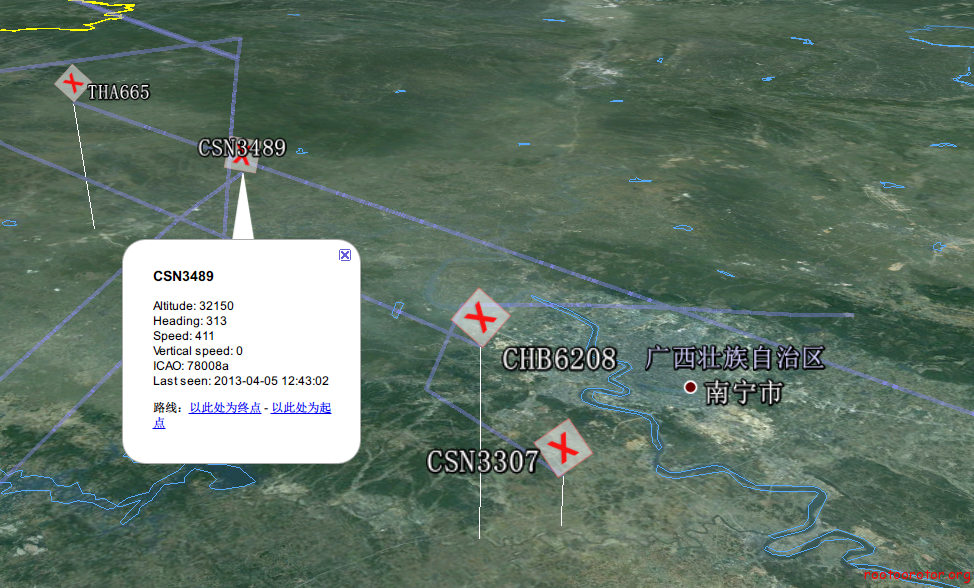 THA665
CSN3489
CSN3489
Altitude: 32150
Heading: 313
Speed: 411
Vertical speed: 0
ICAO: 78008a
Last seen: 2013-04-05 12:43:02
路线: 以此处为终点 - 以此处为起
点
CHB6208
广西壮族自治区
南宁市
CSN3307